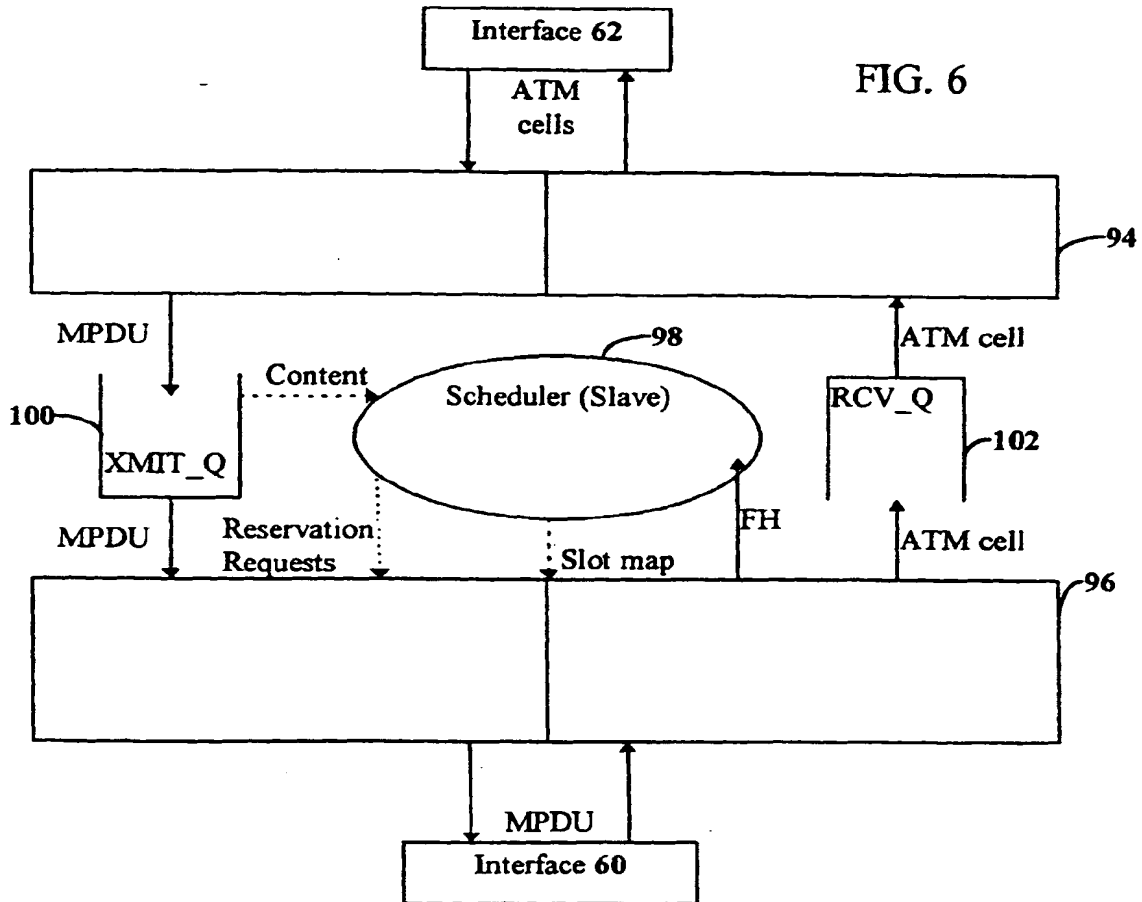 Interface 62
FIG. 6
ATM
cells
94
MPDU
ATM cell
98
Content
Scheduler (Slave)
RCV_Q
100
102
XMIT_Q
MPDU
Reservation
Requests
Slot map
FH
ATM cell
96
MPDU
Interface 60